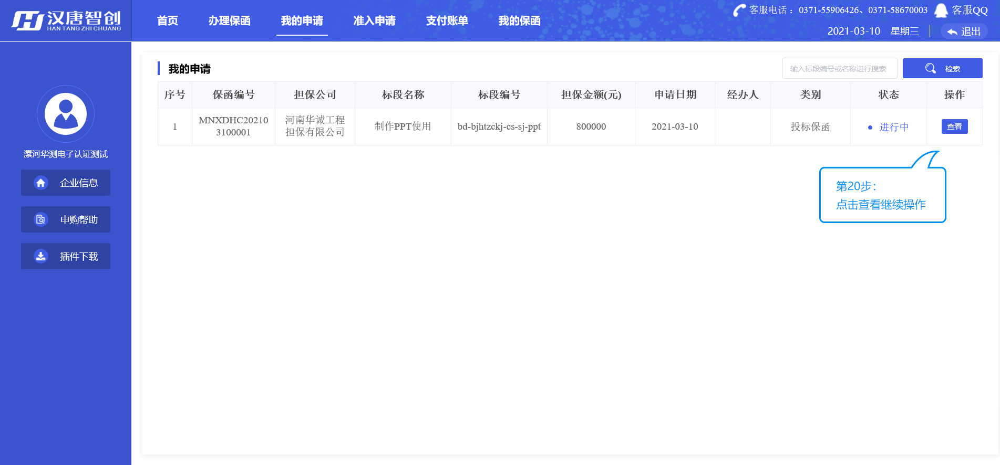 汉唐智创
HAN TANG ZHI CHUANG
首页 办理保函 我的申请 准入申请 支付账单 我的保函
客服电话：0371-55906426、0371-58670003 客服QQ
2021-03-10 星期三 退出
漯河华测电子认证测试
企业信息
申购帮助
插件下载
我的申请
输入标段编号或名称进行搜索 检索
序号 保函编号 担保公司 标段名称 标段编号 担保金额(元) 申请日期 经办人 类别 状态 操作
1 MNXDHC202103100001 河南华诚工程担保有限公司 制作PPT使用 bd-bjhtzckj-cs-sj-ppt 800000 2021-03-10 投标保函 进行中 查看
第20步：
点击查看继续操作